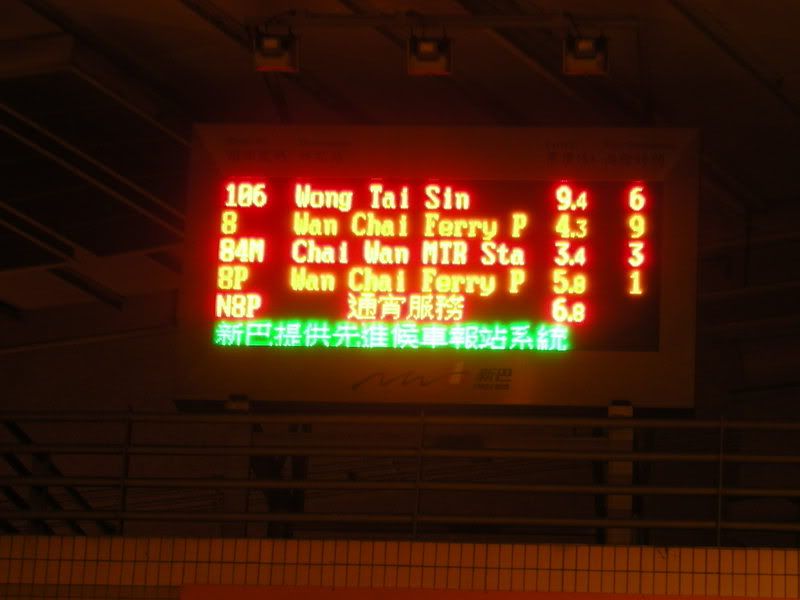 106 Wong Tai Sin 9.4 6
8 Wan Chai Ferry P 4.3 9
84M Chai Wan MTR Sta 3.4 3
8P Wan Chai Ferry P 5.8 1
N8P 通宵服務 6.8
新巴提供先進候車報站系統
新巴